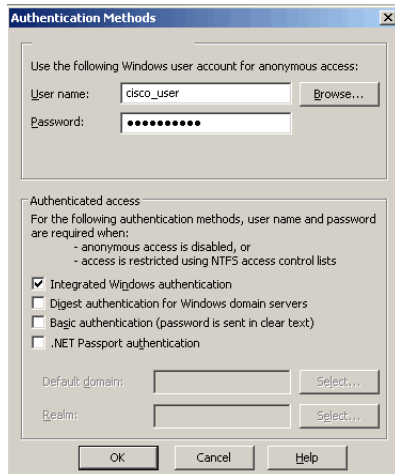 Authentication Methods
Use the following Windows user account for anonymous access:
User name: cisco_user Browse...
Password: ●●●●●●●●●●
Authenticated access
For the following authentication methods, user name and password
are required when:
- anonymous access is disabled, or
- access is restricted using NTFS access control lists
Integrated Windows authentication
Digest authentication for Windows domain servers
Basic authentication (password is sent in clear text)
.NET Passport authentication
Default domain: Select...
Realm: Select...
OK Cancel Help